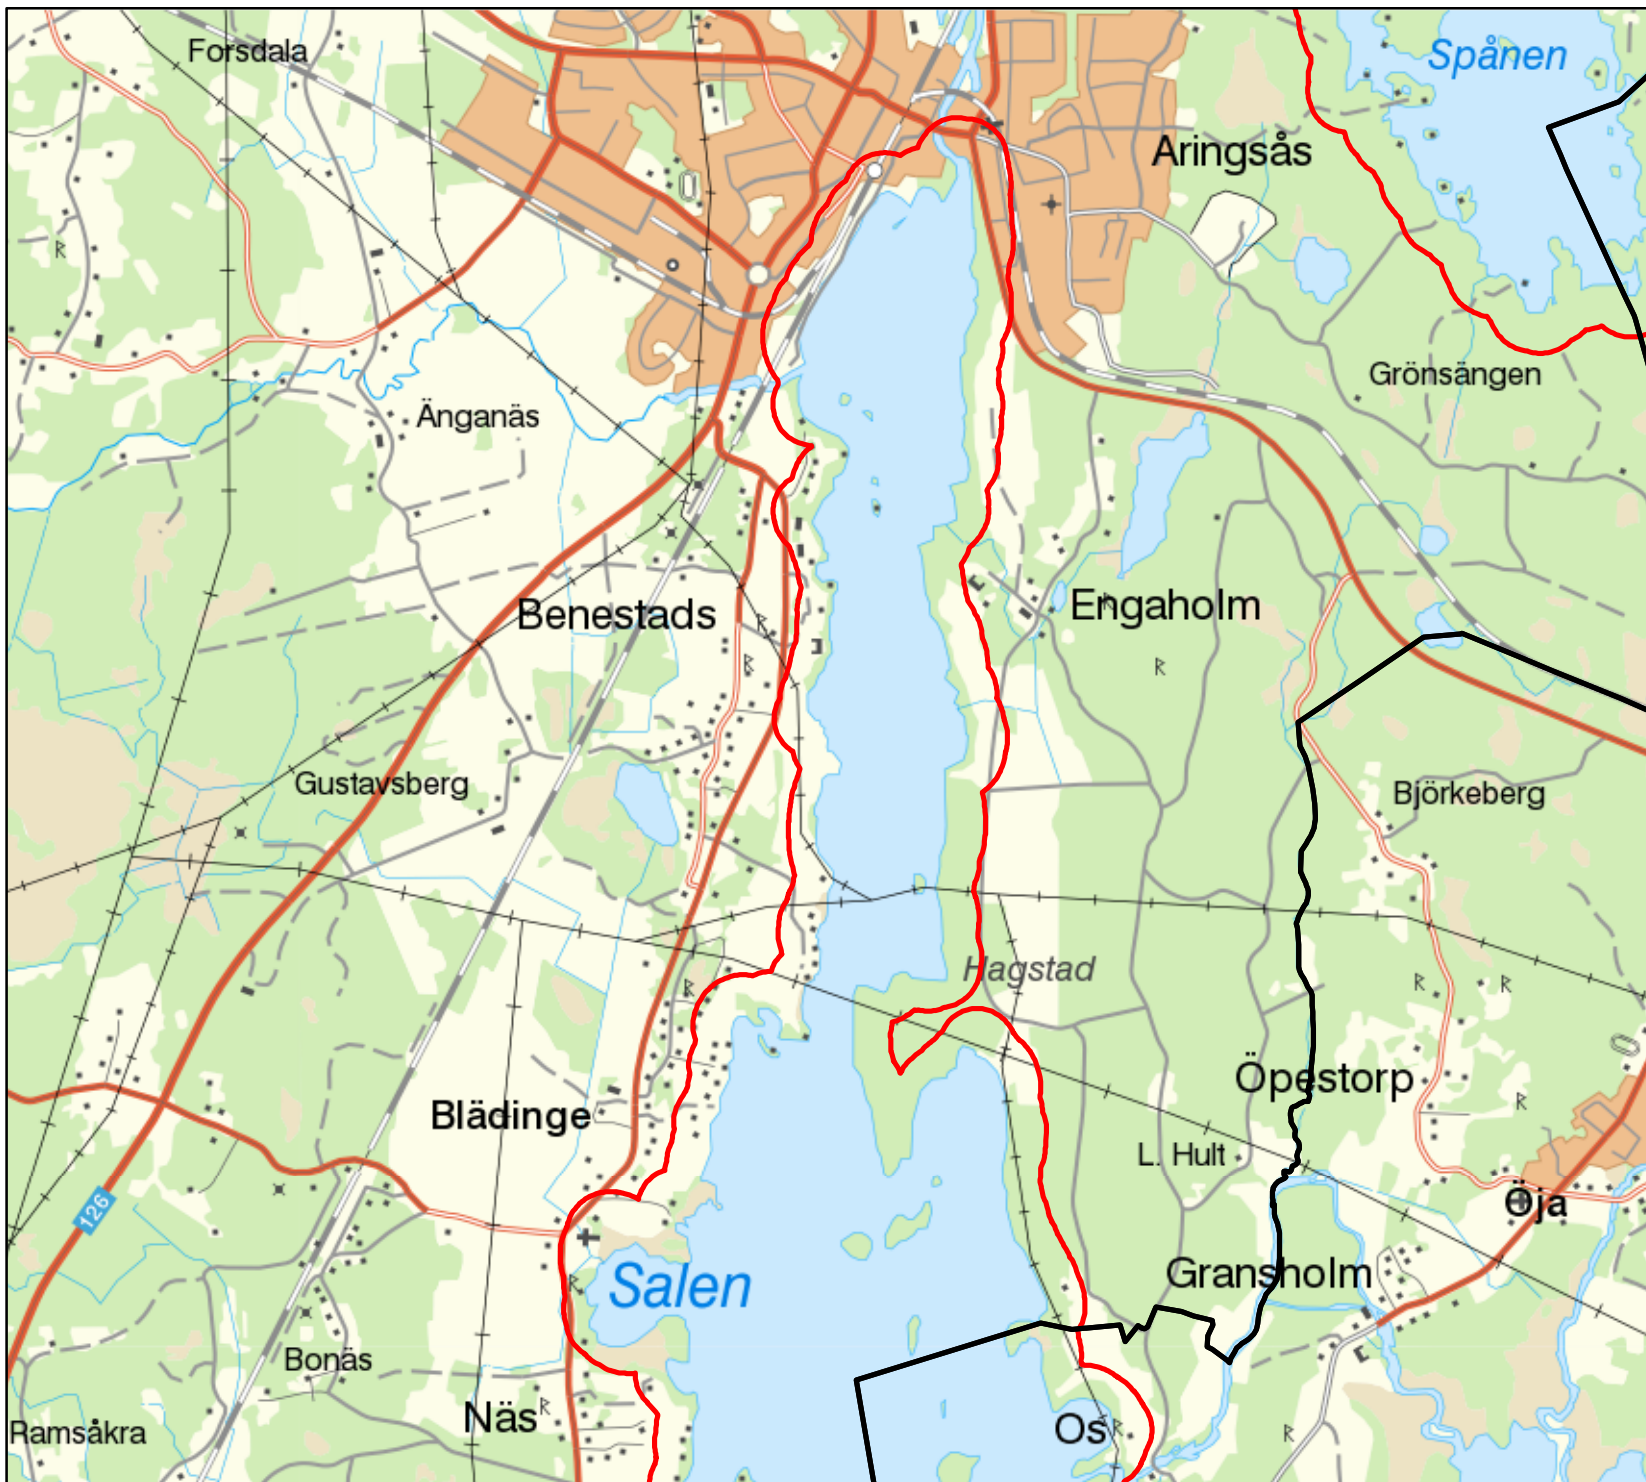 Forsdala
Spånen
Aringsås
Grönsängen
Änganäs
Benestads
Engaholm
Gustavsberg
Björkeberg
Hagstad
Öpestorp
Blädinge
L. Hult
126
Öja
Gransholm
Salen
Bonäs
Näs
Os
Ramsåkra